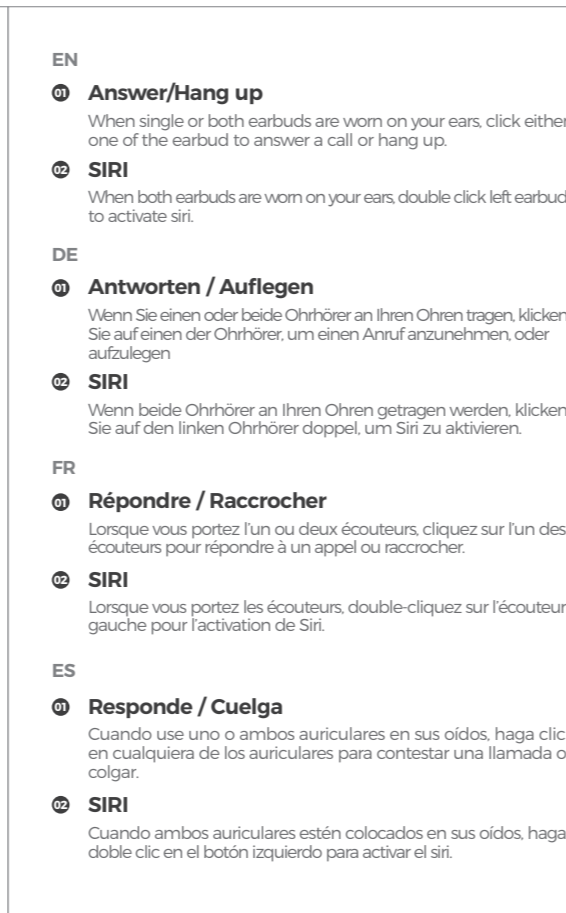 EN
01 Answer/Hang up
When single or both earbuds are worn on your ears, click either
one of the earbud to answer a call or hang up.
02 SIRI
When both earbuds are worn on your ears, double click left earbud
to activate siri.
DE
01 Antworten / Auflegen
Wenn Sie einen oder beide Ohrhörer an Ihren Ohren tragen, klicken
Sie auf einen der Ohrhörer, um einen Anruf anzunehmen, oder
aufzulegen
02 SIRI
Wenn beide Ohrhörer an Ihren Ohren getragen werden, klicken
Sie auf den linken Ohrhörer doppel, um Siri zu aktivieren.
FR
01 Répondre / Raccrocher
Lorsque vous portez l'un ou deux écouteurs, cliquez sur l'un des
écouteurs pour répondre à un appel ou raccrocher.
02 SIRI
Lorsque vous portez les écouteurs, double-cliquez sur l'écouteur
gauche pour l'activation de Siri.
ES
01 Responde / Cuelga
Cuando use uno o ambos auriculares en sus oídos, haga clic
en cualquiera de los auriculares para contestar una llamada o
colgar.
02 SIRI
Cuando ambos auriculares estén colocados en sus oídos, haga
doble clic en el botón izquierdo para activar el siri.